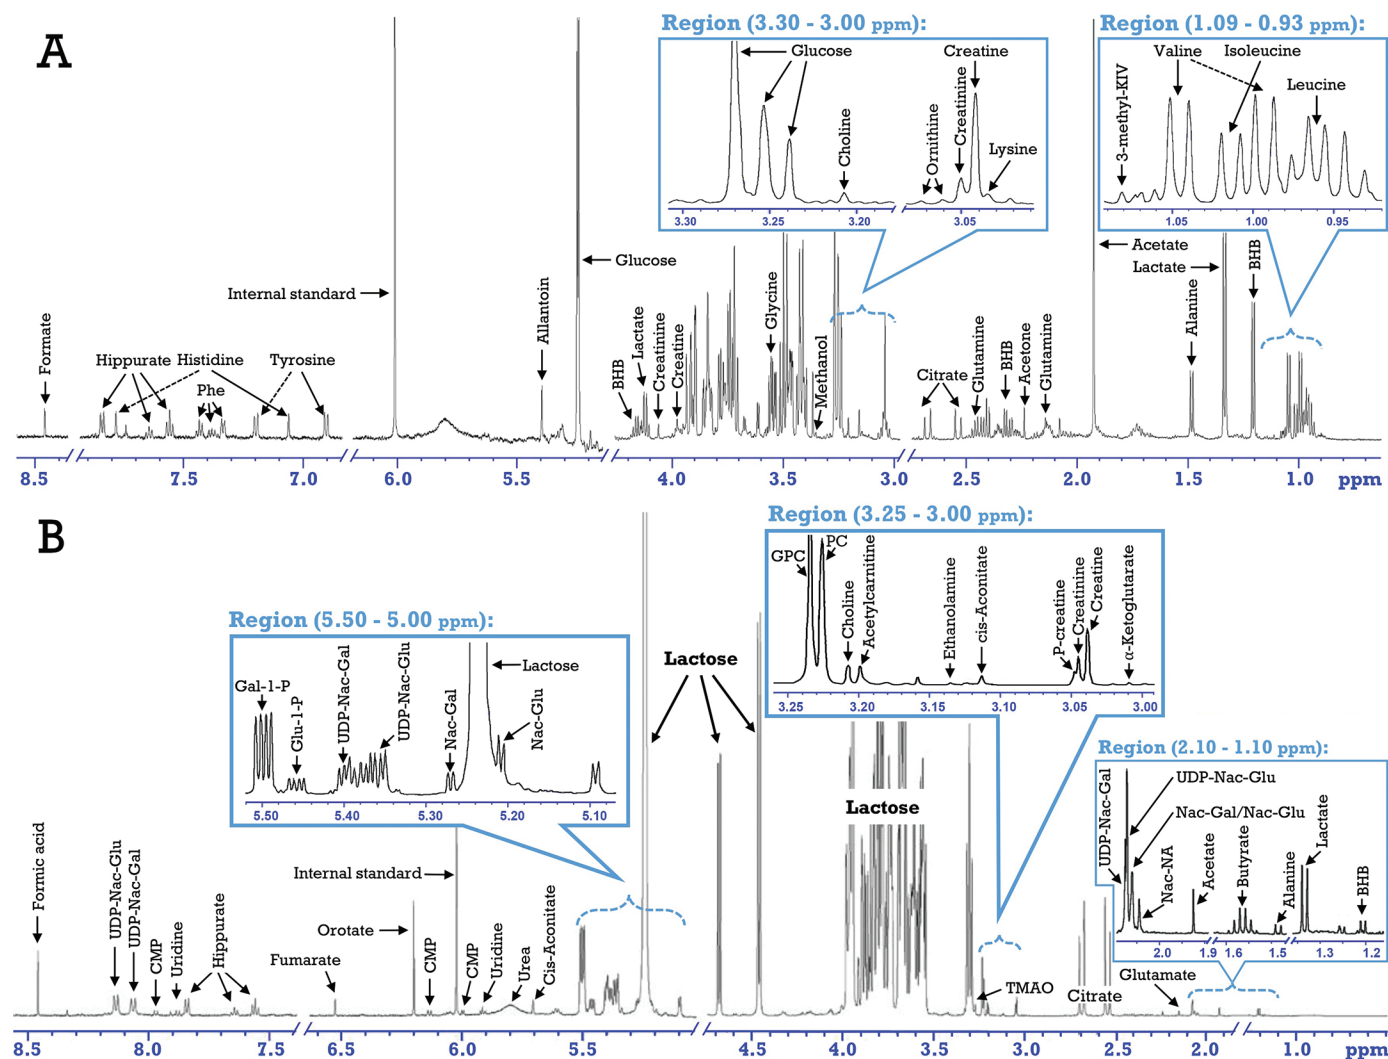 A
Region (3.30 - 3.00 ppm):
Glucose
Choline
Ornithine
Creatinine
Creatine
Lysine
3.30
3.25
3.20
3.05
Region (1.09 - 0.93 ppm):
3-methyl-KIV
Valine
Isoleucine
Leucine
1.05
1.00
0.95
Formate
Hippurate
Histidine
Phe
Tyrosine
Internal standard
Allantoin
Glucose
BHB
Lactate
Creatinine
Creatine
Glycine
Methanol
Citrate
Glutamine
BHB
Acetone
Glutamine
Acetate
Lactate
Alanine
BHB
8.5
7.5
7.0
6.0
5.5
4.0
3.5
3.0
2.5
2.0
1.5
1.0
ppm
B
Region (5.50 - 5.00 ppm):
Gal-1-P
Glu-1-P
UDP-Nac-Gal
UDP-Nac-Glu
Nac-Gal
Lactose
Nac-Glu
5.50
5.40
5.30
5.20
5.10
Lactose
Region (3.25 - 3.00 ppm):
GPC
PC
Choline
Acetylcarnitine
Ethanolamine
cis-Aconitate
P-creatine
Creatinine
Creatine
α-Ketoglutarate
3.25
3.20
3.15
3.10
3.05
3.00
Region (2.10 - 1.10 ppm):
UDP-Nac-Gal
UDP-Nac-Glu
Nac-Gal/Nac-Glu
Nac-NA
Acetate
Butyrate
Alanine
Lactate
BHB
2.0
1.9
1.6
1.5
1.3
1.2
Formic acid
UDP-Nac-Glu
UDP-Nac-Gal
CMP
Uridine
Hippurate
Fumarate
Orotate
Internal standard
CMP
CMP
Uridine
Urea
Cis-Aconitate
Lactose
TMAO
Citrate
Glutamate
8.5
8.0
7.5
6.5
6.0
5.5
4.5
4.0
3.5
3.0
2.5
2.0
1.0
ppm